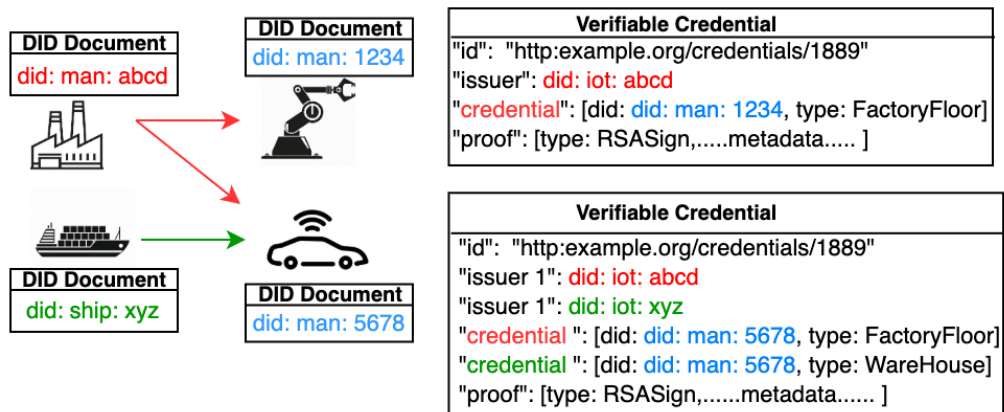 DID Document
did: man: abcd
DID Document
did: man: 1234
DID Document
did: ship: xyz
DID Document
did: man: 5678
Verifiable Credential
"id":  "http:example.org/credentials/1889"
"issuer": did: iot: abcd
"credential": [did: did: man: 1234, type: FactoryFloor]
"proof": [type: RSASign,.....metadata..... ]
Verifiable Credential
"id":  "http:example.org/credentials/1889"
"issuer 1": did: iot: abcd
"issuer 1": did: iot: xyz
"credential ": [did: did: man: 5678, type: FactoryFloor]
"credential ": [did: did: man: 5678, type: WareHouse]
"proof": [type: RSASign,......metadata...... ]